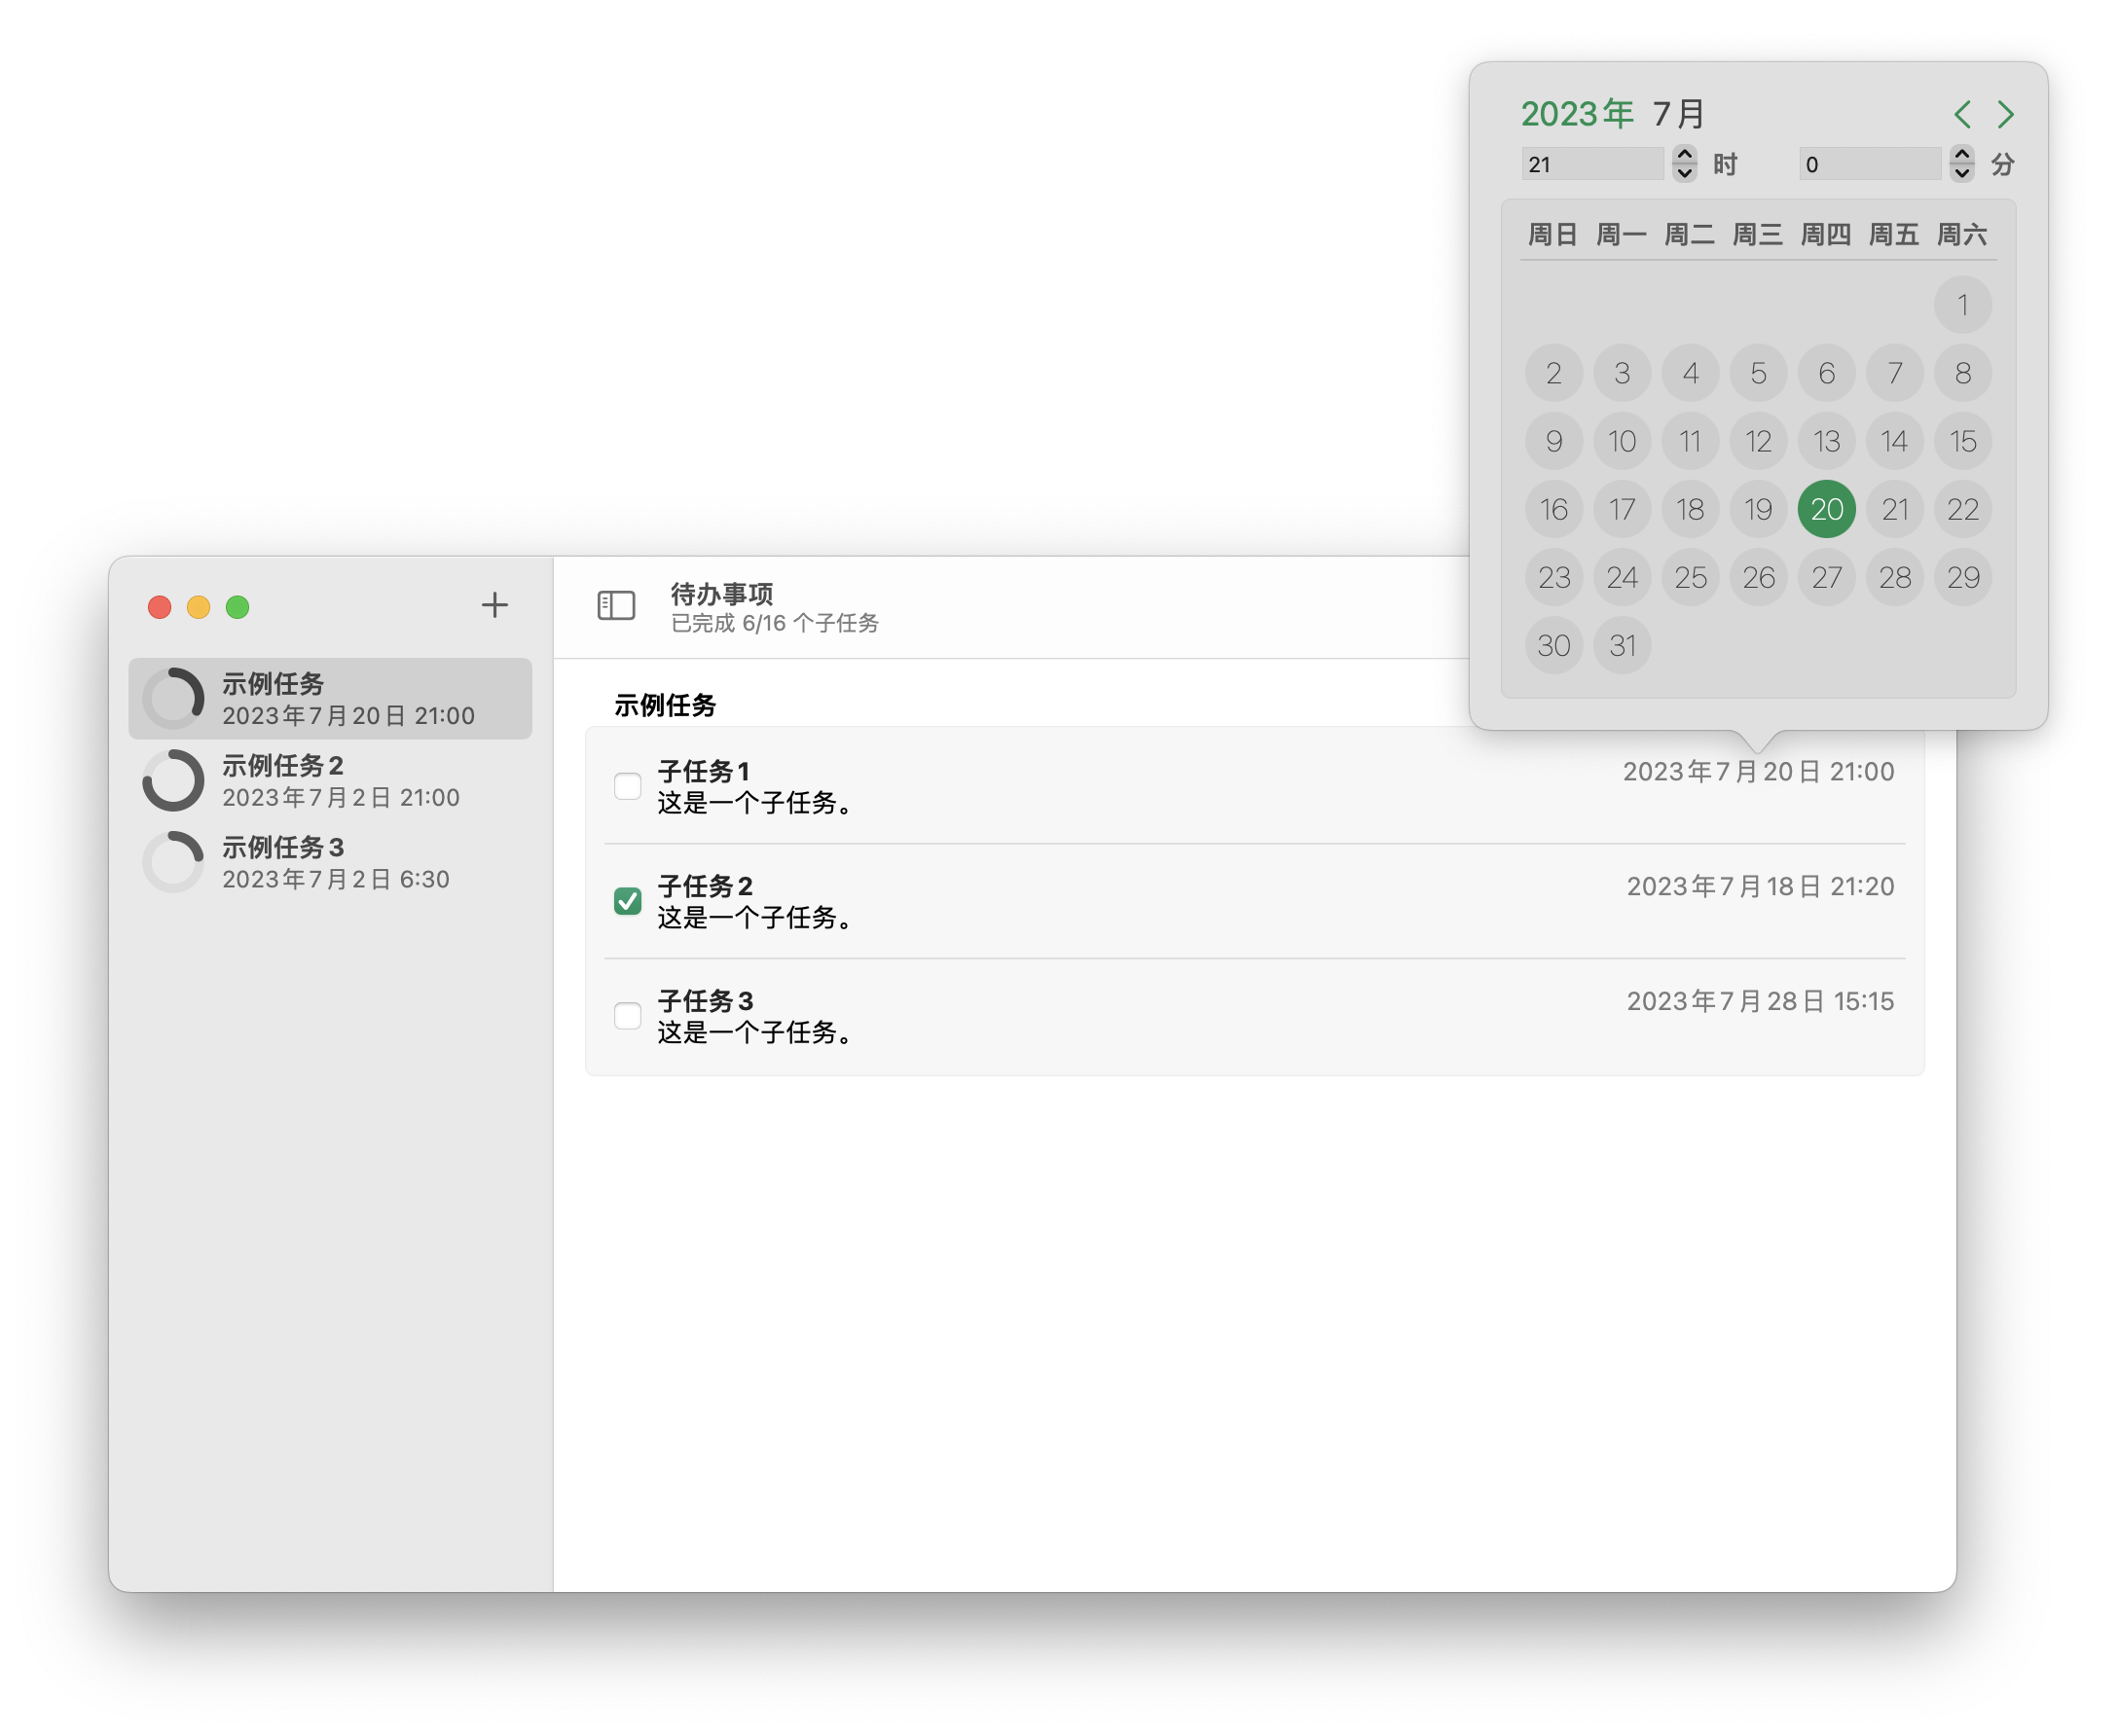 2023年 7月
21 时 0 分
周日 周一 周二 周三 周四 周五 周六
1
2 3 4 5 6 7 8
9 10 11 12 13 14 15
16 17 18 19 20 21 22
23 24 25 26 27 28 29
30 31
示例任务
2023年7月20日 21:00
示例任务2
2023年7月2日 21:00
示例任务3
2023年7月2日 6:30
待办事项
已完成 6/16 个子任务
示例任务
子任务1
2023年7月20日 21:00
这是一个子任务。
子任务2
2023年7月18日 21:20
这是一个子任务。
子任务3
2023年7月28日 15:15
这是一个子任务。